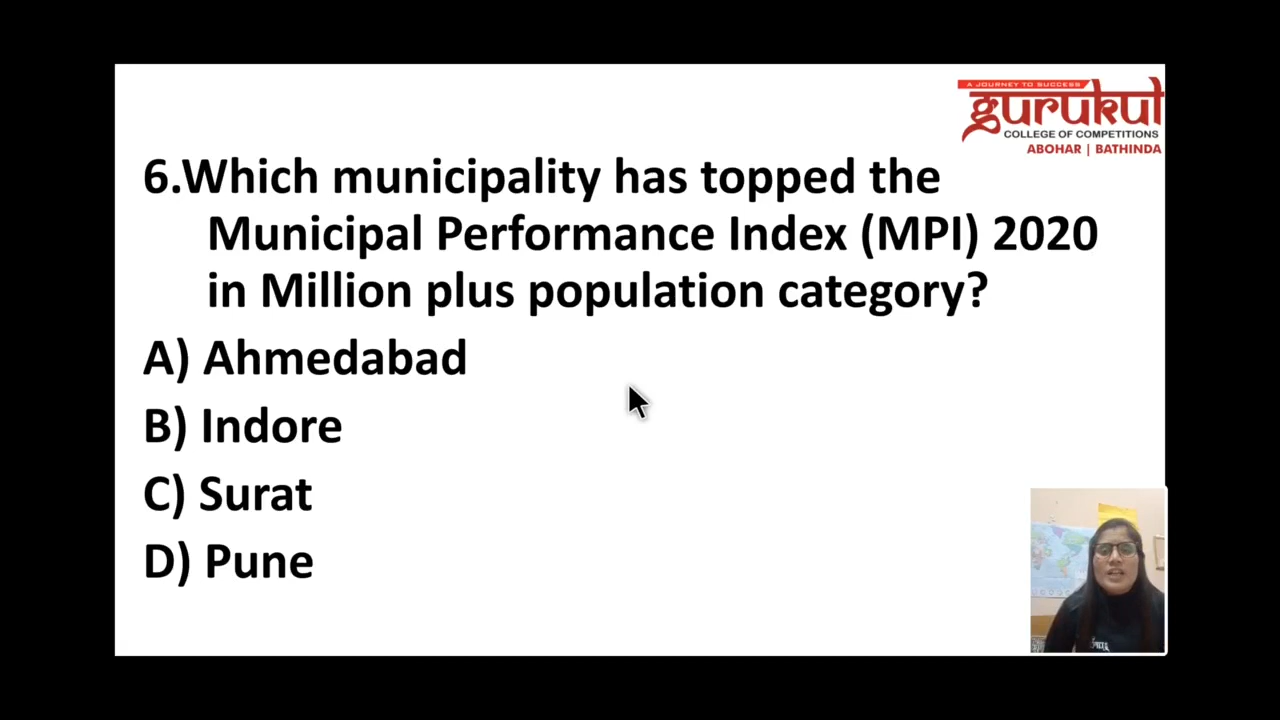 A JOURNEY TO SUCCESS
gurukul
COLLEGE OF COMPETITIONS
ABOHAR | BATHINDA
6.Which municipality has topped the
Municipal Performance Index (MPI) 2020
in Million plus population category?
A) Ahmedabad
B) Indore
C) Surat
D) Pune